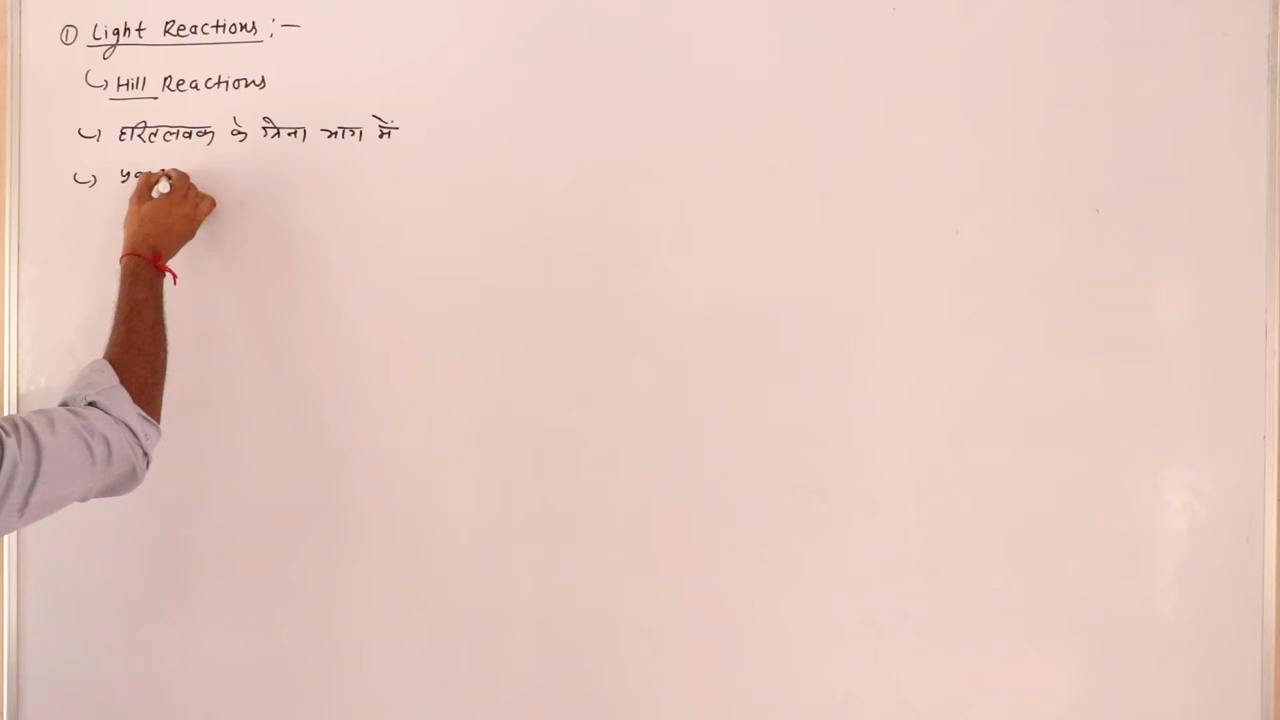 ① Light Reactions :-
↳ Hill Reactions
↳ हरितलवक के ग्रेना भाग में